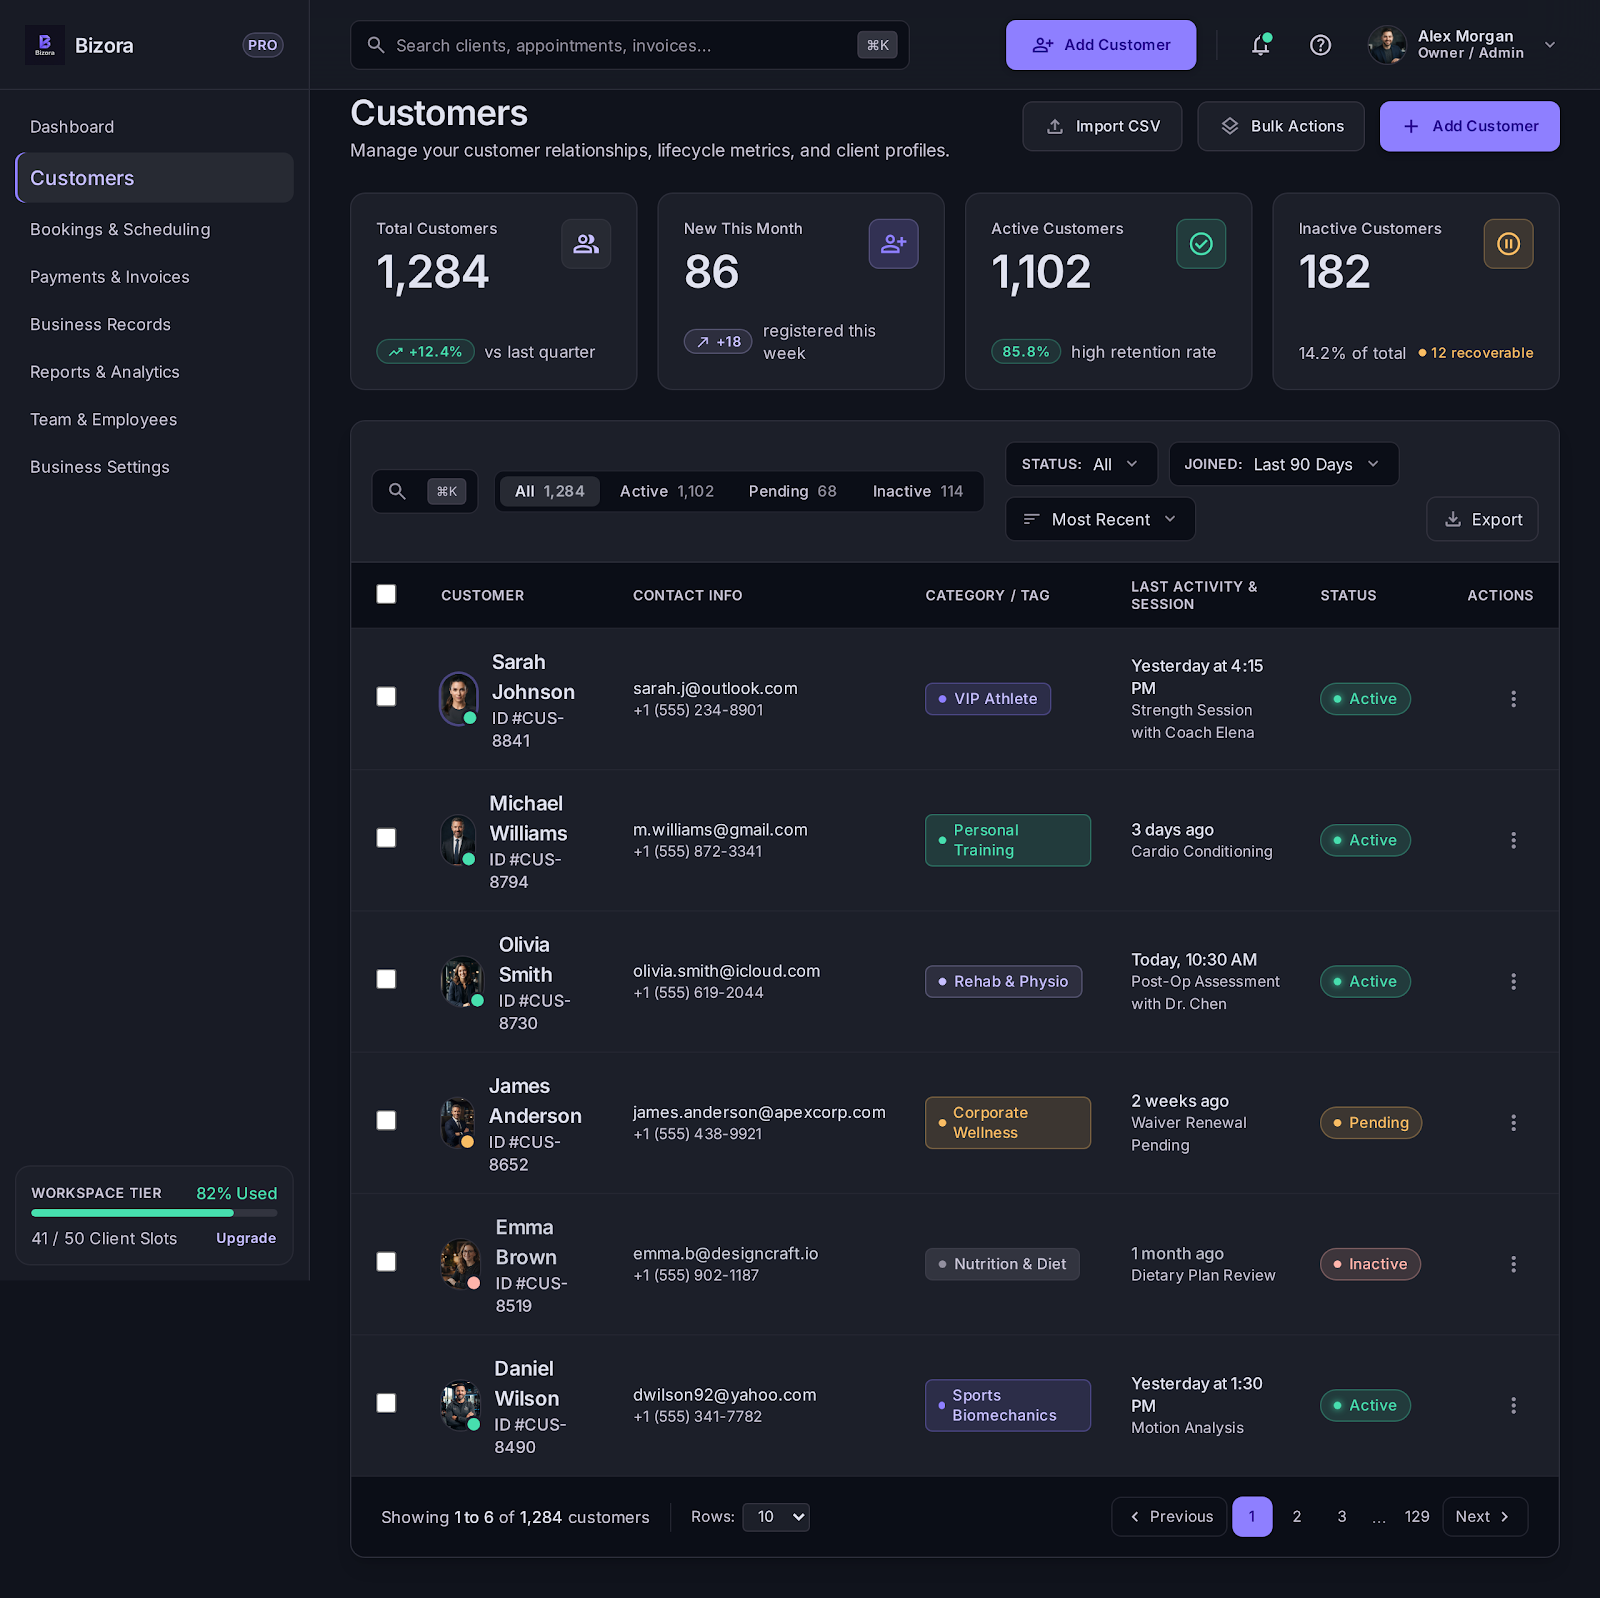 Bizora
Bizora
PRO
Search clients, appointments, invoices...
⌘K
Add Customer
Alex Morgan
Owner / Admin
Dashboard
Customers
Bookings & Scheduling
Payments & Invoices
Business Records
Reports & Analytics
Team & Employees
Business Settings
WORKSPACE TIER
82% Used
41 / 50 Client Slots
Upgrade
Customers
Manage your customer relationships, lifecycle metrics, and client profiles.
Import CSV
Bulk Actions
Add Customer
Total Customers
1,284
+12.4%
vs last quarter
New This Month
86
+18
registered this
week
Active Customers
1,102
85.8%
high retention rate
Inactive Customers
182
14.2% of total
12 recoverable
⌘K
All 1,284
Active 1,102
Pending 68
Inactive 114
STATUS: All
JOINED: Last 90 Days
Most Recent
Export
CUSTOMER
CONTACT INFO
CATEGORY / TAG
LAST ACTIVITY &
SESSION
STATUS
ACTIONS
Sarah
Johnson
ID #CUS-
8841
sarah.j@outlook.com
+1 (555) 234-8901
VIP Athlete
Yesterday at 4:15
PM
Strength Session
with Coach Elena
Active
Michael
Williams
ID #CUS-
8794
m.williams@gmail.com
+1 (555) 872-3341
Personal
Training
3 days ago
Cardio Conditioning
Active
Olivia
Smith
ID #CUS-
8730
olivia.smith@icloud.com
+1 (555) 619-2044
Rehab & Physio
Today, 10:30 AM
Post-Op Assessment
with Dr. Chen
Active
James
Anderson
ID #CUS-
8652
james.anderson@apexcorp.com
+1 (555) 438-9921
Corporate
Wellness
2 weeks ago
Waiver Renewal
Pending
Pending
Emma
Brown
ID #CUS-
8519
emma.b@designcraft.io
+1 (555) 902-1187
Nutrition & Diet
1 month ago
Dietary Plan Review
Inactive
Daniel
Wilson
ID #CUS-
8490
dwilson92@yahoo.com
+1 (555) 341-7782
Sports
Biomechanics
Yesterday at 1:30
PM
Motion Analysis
Active
Showing 1 to 6 of 1,284 customers
Rows: 10
Previous
1
2
3
...
129
Next